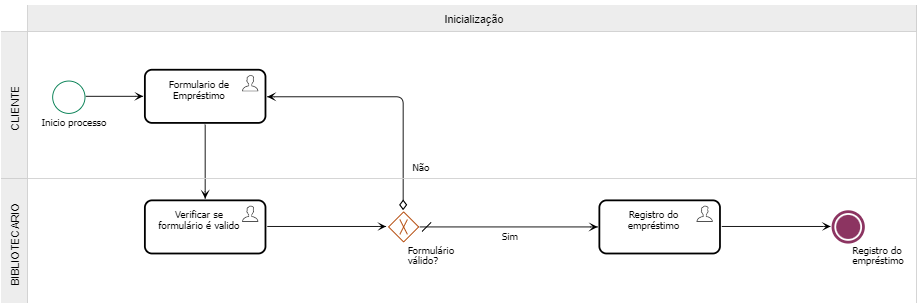 Inicialização
CLIENTE
Inicio processo
Formulario de
Empréstimo
Não
BIBLIOTECARIO
Verificar se
formulário é valido
Formulário
válido?
Sim
Registro do
empréstimo
Registro do
empréstimo